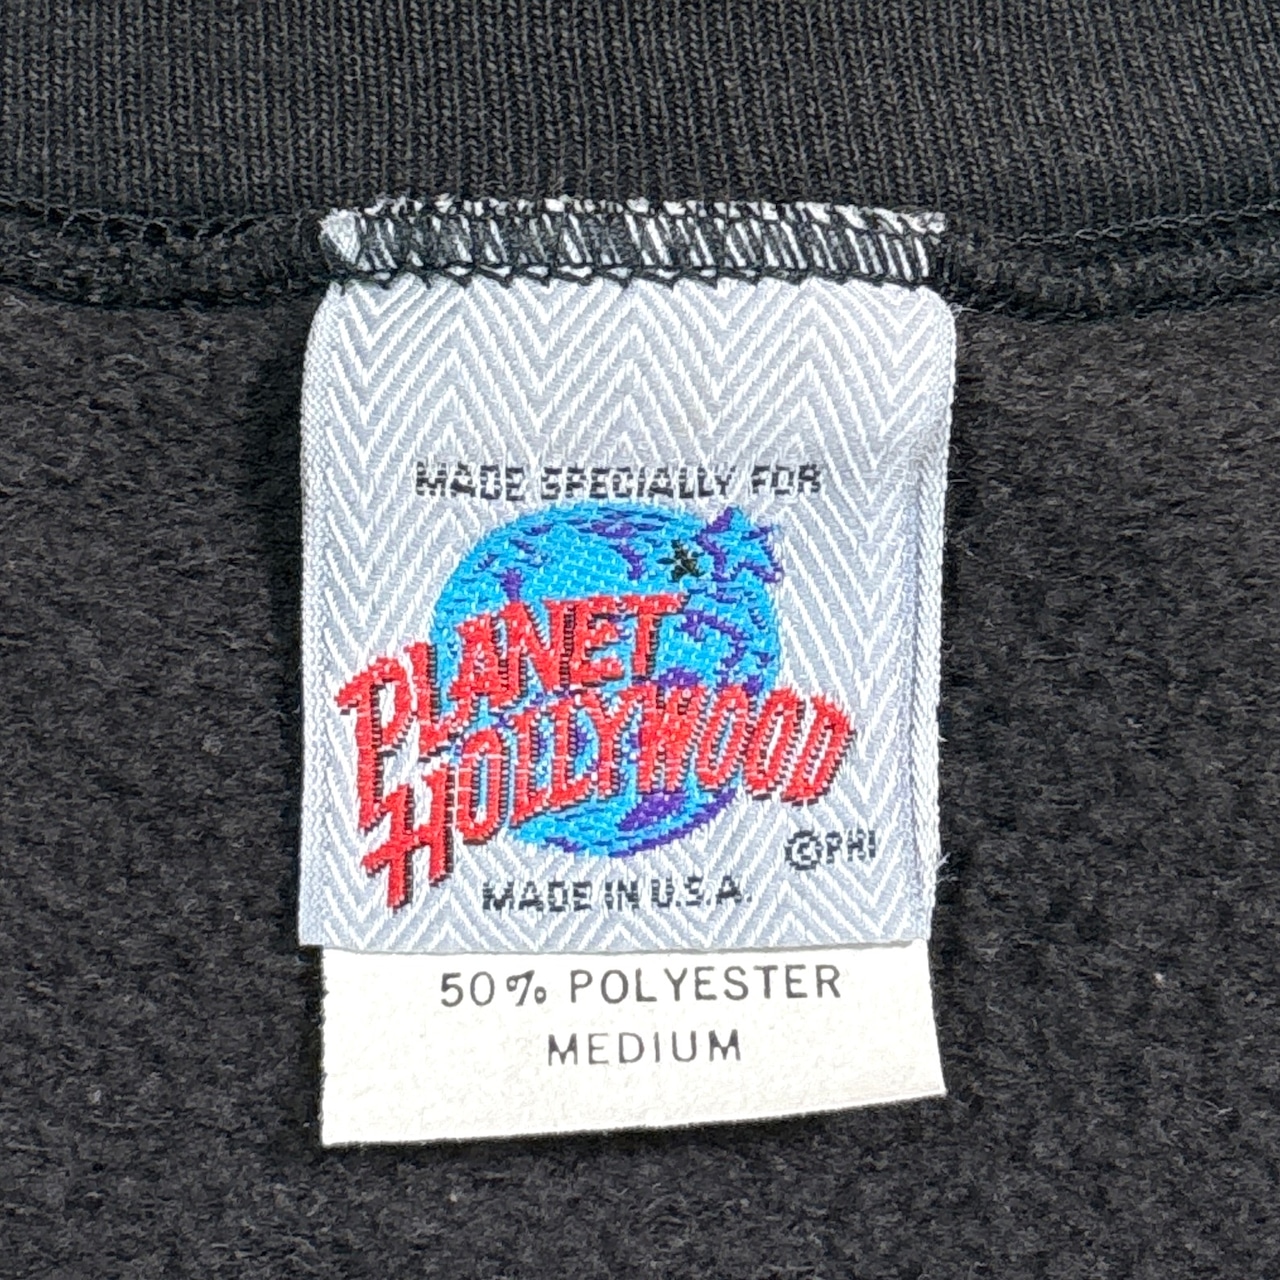 MADE SPECIALLY FOR
PLANET
HOLLYWOOD
©PHI
MADE IN U.S.A.
50% POLYESTER
MEDIUM